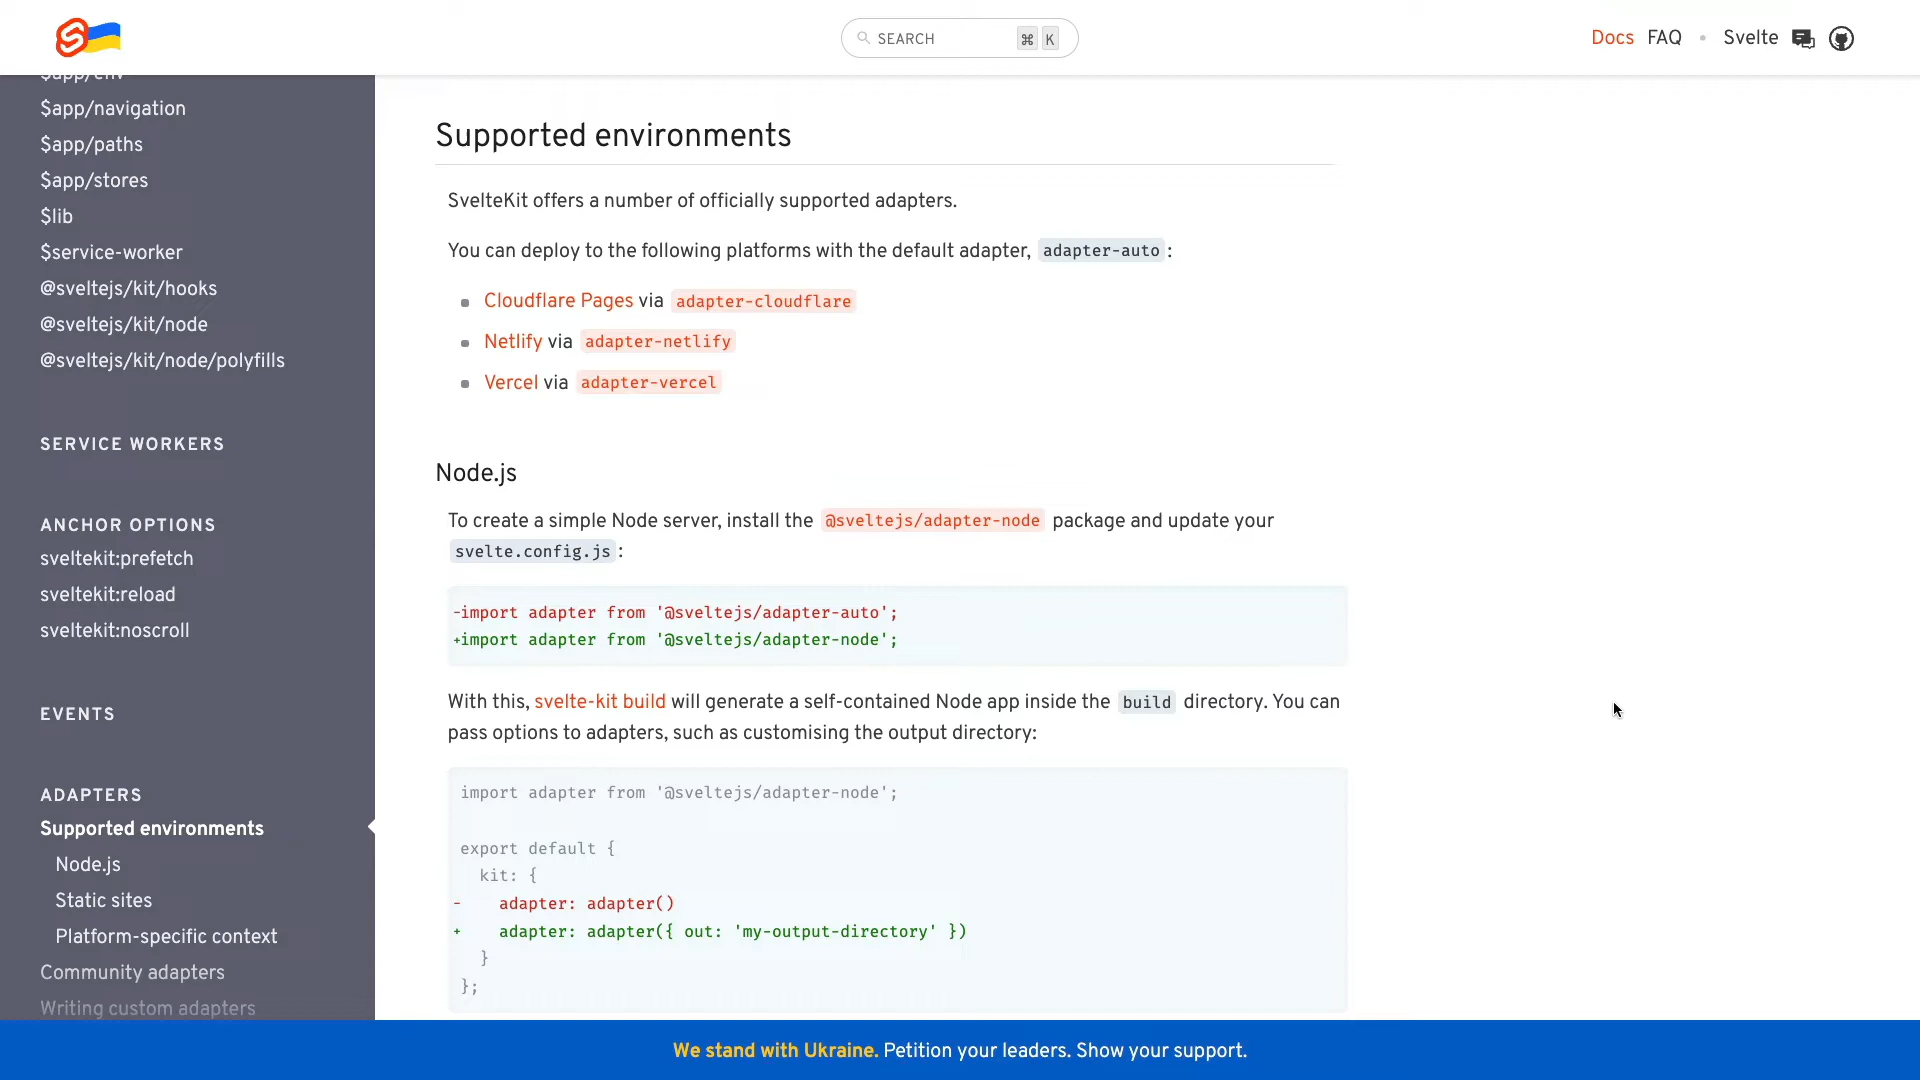 SEARCH ⌘ K
Docs FAQ • Svelte
$app/env
$app/navigation
$app/paths
$app/stores
$lib
$service-worker
@sveltejs/kit/hooks
@sveltejs/kit/node
@sveltejs/kit/node/polyfills
SERVICE WORKERS
ANCHOR OPTIONS
sveltekit:prefetch
sveltekit:reload
sveltekit:noscroll
EVENTS
ADAPTERS
Supported environments
Node.js
Static sites
Platform-specific context
Community adapters
Writing custom adapters
Supported environments
SvelteKit offers a number of officially supported adapters.
You can deploy to the following platforms with the default adapter, adapter-auto:
Cloudflare Pages via adapter-cloudflare
Netlify via adapter-netlify
Vercel via adapter-vercel
Node.js
To create a simple Node server, install the @sveltejs/adapter-node package and update your
svelte.config.js:
-import adapter from '@sveltejs/adapter-auto';
+import adapter from '@sveltejs/adapter-node';
With this, svelte-kit build will generate a self-contained Node app inside the build directory. You can
pass options to adapters, such as customising the output directory:
import adapter from '@sveltejs/adapter-node';
export default {
  kit: {
-    adapter: adapter()
+    adapter: adapter({ out: 'my-output-directory' })
  }
};
We stand with Ukraine. Petition your leaders. Show your support.